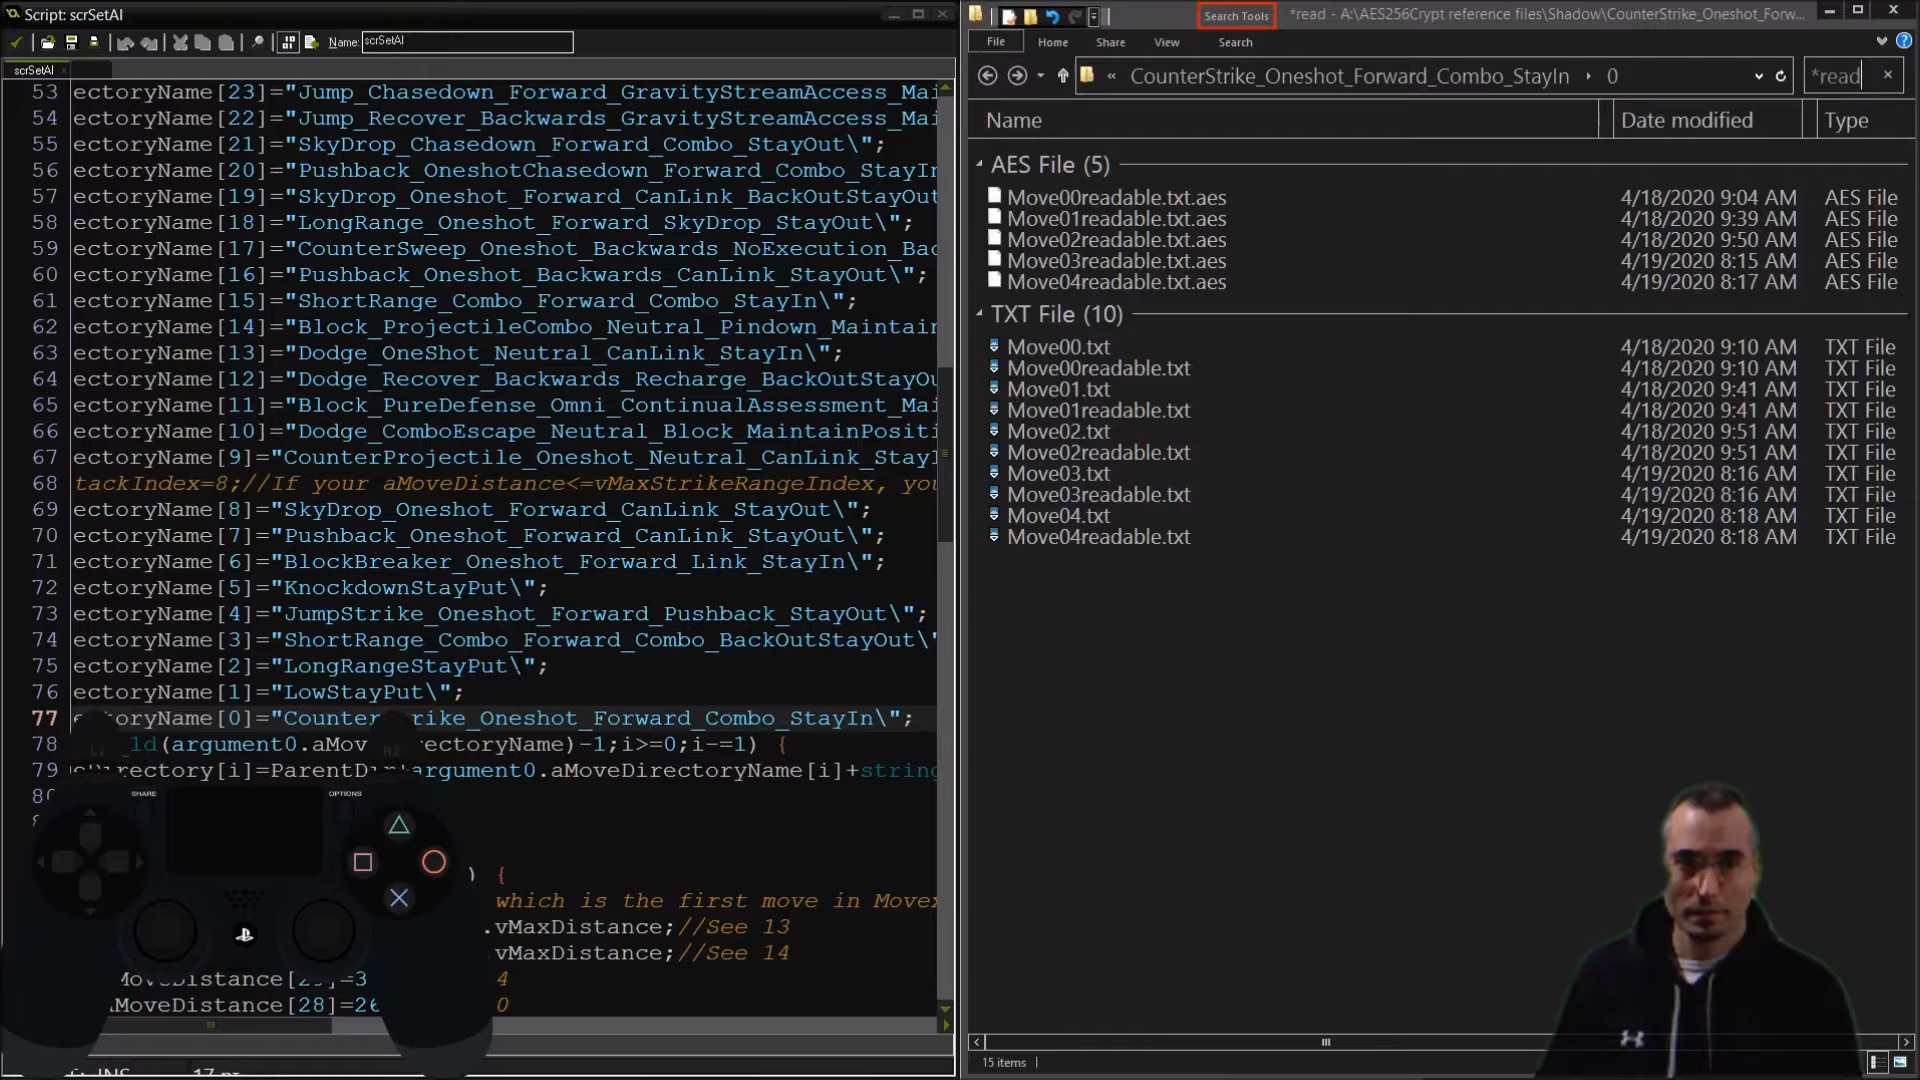 Script: scrSetAI
Name: scrSetAI
scrSetAI
53 ectoryName[23]="Jump_Chasedown_Forward_GravityStreamAccess_Mai
54 ectoryName[22]="Jump_Recover_Backwards_GravityStreamAccess_Mai
55 ectoryName[21]="SkyDrop_Chasedown_Forward_Combo_StayOut\";
56 ectoryName[20]="Pushback_OneshotChasedown_Forward_Combo_StayIn
57 ectoryName[19]="SkyDrop_Oneshot_Forward_CanLink_BackOutStayOut
58 ectoryName[18]="LongRange_Oneshot_Forward_SkyDrop_StayOut\";
59 ectoryName[17]="CounterSweep_Oneshot_Backwards_NoExecution_Bac
60 ectoryName[16]="Pushback_Oneshot_Backwards_CanLink_StayOut\";
61 ectoryName[15]="ShortRange_Combo_Forward_Combo_StayIn\";
62 ectoryName[14]="Block_ProjectileCombo_Neutral_Pindown_Maintain
63 ectoryName[13]="Dodge_OneShot_Neutral_CanLink_StayIn\";
64 ectoryName[12]="Dodge_Recover_Backwards_Recharge_BackOutStayOu
65 ectoryName[11]="Block_PureDefense_Omni_ContinualAssessment_Mai
66 ectoryName[10]="Dodge_ComboEscape_Neutral_Block_MaintainPositi
67 ectoryName[9]="CounterProjectile_Oneshot_Neutral_CanLink_StayI
68 tackIndex=8;//If your aMoveDistance<=vMaxStrikeRangeIndex, you
69 ectoryName[8]="SkyDrop_Oneshot_Forward_CanLink_StayOut\";
70 ectoryName[7]="Pushback_Oneshot_Forward_CanLink_StayOut\";
71 ectoryName[6]="BlockBreaker_Oneshot_Forward_Link_StayIn\";
72 ectoryName[5]="KnockdownStayPut\";
73 ectoryName[4]="JumpStrike_Oneshot_Forward_Pushback_StayOut\";
74 ectoryName[3]="ShortRange_Combo_Forward_Combo_BackOutStayOut\"
75 ectoryName[2]="LongRangeStayPut\";
76 ectoryName[1]="LowStayPut\";
77 ectoryName[0]="CounterStrike_Oneshot_Forward_Combo_StayIn\";
78 ld(argument0.aMov rectoryName)-1;i>=0;i-=1) {
79 eDirectory[i]=ParentDir+argument0.aMoveDirectoryName[i]+string
80
) {
which is the first move in Move
.vMaxDistance;//See 13
.vMaxDistance;//See 14
MoveDistance[29]=3 4
aMoveDistance[28]=26 0
SHARE
OPTIONS
L2
R2
INS
Search Tools
*read - A:\AES256Crypt reference files\Shadow\CounterStrike_Oneshot_Forw...
File Home Share View Search
« CounterStrike_Oneshot_Forward_Combo_StayIn 0
*read
Name Date modified Type
AES File (5)
Move00readable.txt.aes 4/18/2020 9:04 AM AES File
Move01readable.txt.aes 4/18/2020 9:39 AM AES File
Move02readable.txt.aes 4/18/2020 9:50 AM AES File
Move03readable.txt.aes 4/19/2020 8:15 AM AES File
Move04readable.txt.aes 4/19/2020 8:17 AM AES File
TXT File (10)
Move00.txt 4/18/2020 9:10 AM TXT File
Move00readable.txt 4/18/2020 9:10 AM TXT File
Move01.txt 4/18/2020 9:41 AM TXT File
Move01readable.txt 4/18/2020 9:41 AM TXT File
Move02.txt 4/18/2020 9:51 AM TXT File
Move02readable.txt 4/18/2020 9:51 AM TXT File
Move03.txt 4/19/2020 8:16 AM TXT File
Move03readable.txt 4/19/2020 8:16 AM TXT File
Move04.txt 4/19/2020 8:18 AM TXT File
Move04readable.txt 4/19/2020 8:18 AM TXT File
15 items